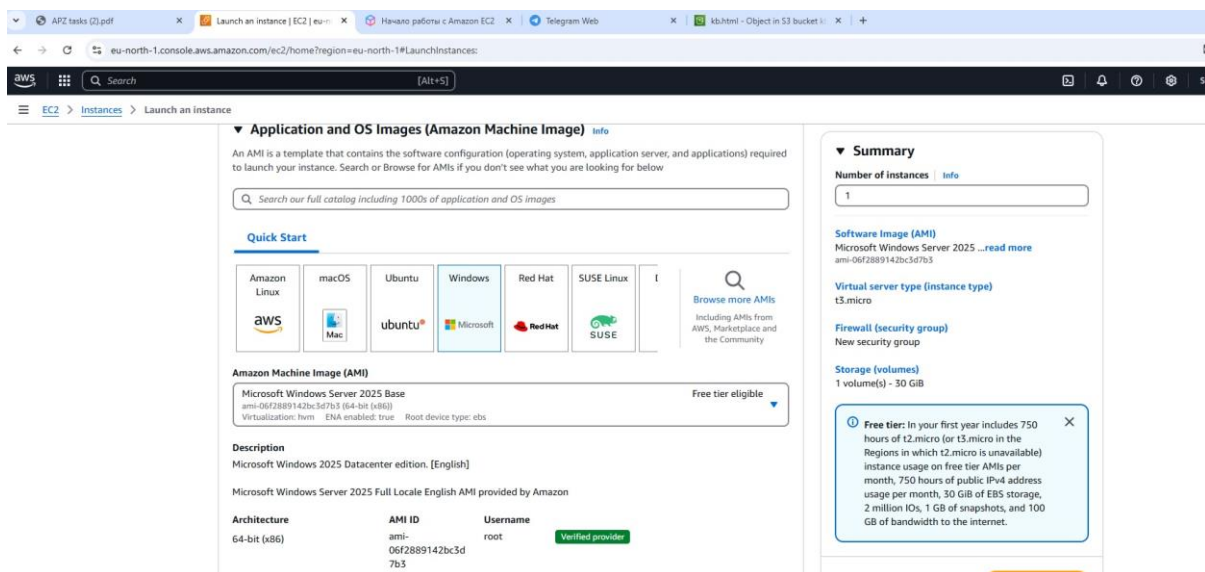 APZ tasks (2).pdf
Launch an instance | EC2 | eu-n
Начало работы с Amazon EC2
Telegram Web
kb.html - Object in S3 bucket
eu-north-1.console.aws.amazon.com/ec2/home?region=eu-north-1#LaunchInstances:
aws
Search
[Alt+S]
EC2 > Instances > Launch an instance
Application and OS Images (Amazon Machine Image) Info
An AMI is a template that contains the software configuration (operating system, application server, and applications) required
to launch your instance. Search or Browse for AMIs if you don't see what you are looking for below
Search our full catalog including 1000s of application and OS images
Quick Start
Amazon Linux
aws
macOS
Mac
Ubuntu
ubuntu®
Windows
Microsoft
Red Hat
Red Hat
SUSE Linux
SUSE
Browse more AMIs
Including AMIs from
AWS, Marketplace and
the Community
Amazon Machine Image (AMI)
Microsoft Windows Server 2025 Base
Free tier eligible
ami-06f2889142bc3d7b3 (64-bit (x86))
Virtualization: hvm ENA enabled: true Root device type: ebs
Description
Microsoft Windows 2025 Datacenter edition. [English]
Microsoft Windows Server 2025 Full Locale English AMI provided by Amazon
Architecture
AMI ID
Username
64-bit (x86)
ami-
06f2889142bc3d
7b3
root
Verified provider
Summary
Number of instances Info
1
Software Image (AMI)
Microsoft Windows Server 2025 ...read more
ami-06f2889142bc3d7b3
Virtual server type (instance type)
t3.micro
Firewall (security group)
New security group
Storage (volumes)
1 volume(s) - 30 GiB
Free tier: In your first year includes 750
hours of t2.micro (or t3.micro in the
Regions in which t2.micro is unavailable)
instance usage on free tier AMIs per
month, 750 hours of public IPv4 address
usage per month, 30 GiB of EBS storage,
2 million IOs, 1 GB of snapshots, and 100
GB of bandwidth to the internet.